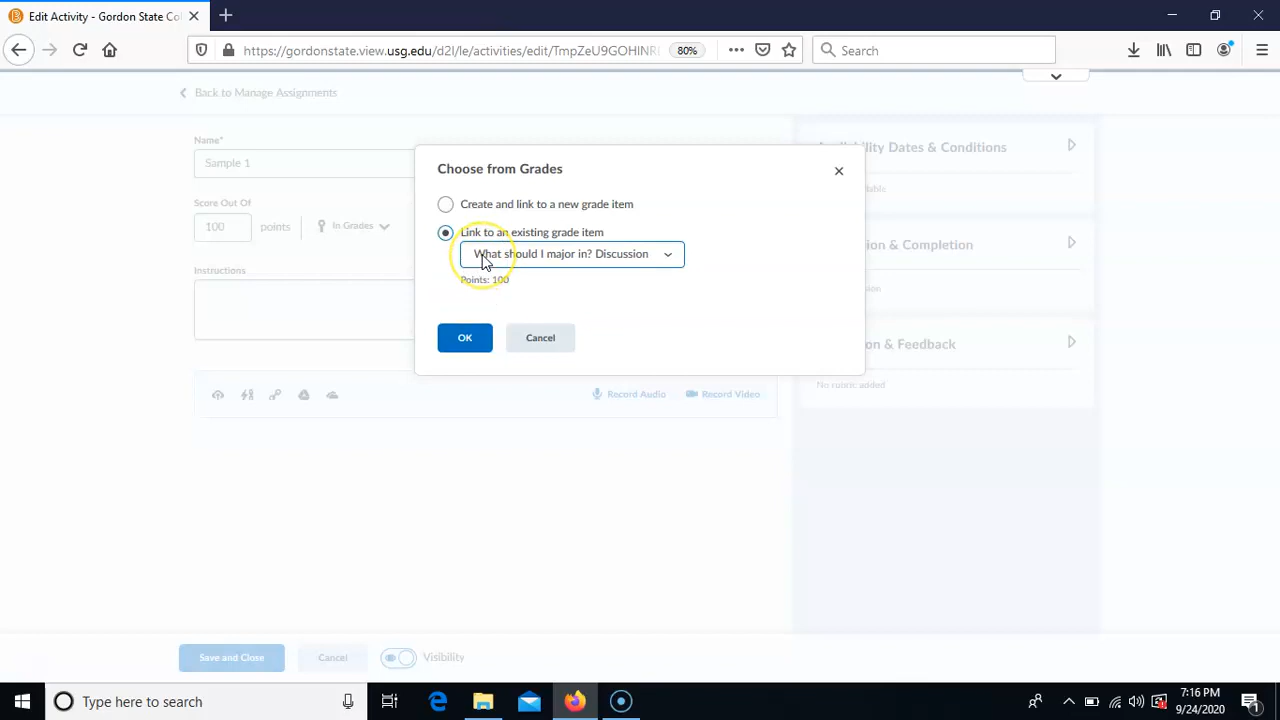 Edit Activity - Gordon State Col
https://gordonstate.view.usg.edu/d2l/le/activities/edit/TmpZeU9GOHlNRl
80%
Search
Back to Manage Assignments
Name*
Sample 1
Score Out Of
100 points In Grades
Instructions
Choose from Grades
Create and link to a new grade item
Link to an existing grade item
What should I major in? Discussion
Points: 100
OK Cancel
Availability Dates & Conditions
& Completion
& Feedback
No rubric added
Record Audio Record Video
Save and Close Cancel Visibility
Type here to search
7:16 PM
9/24/2020
1